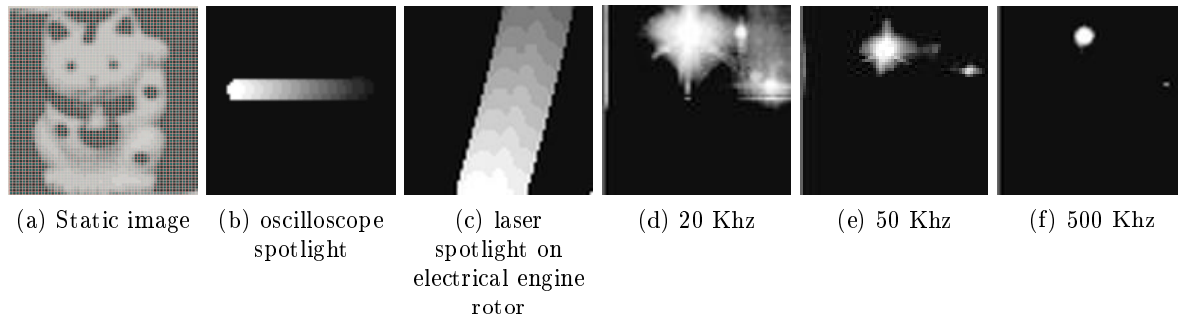 (a) Static image
(b) oscilloscope
spotlight
(c) laser
spotlight on
electrical engine
rotor
(d) 20 Khz
(e) 50 Khz
(f) 500 Khz